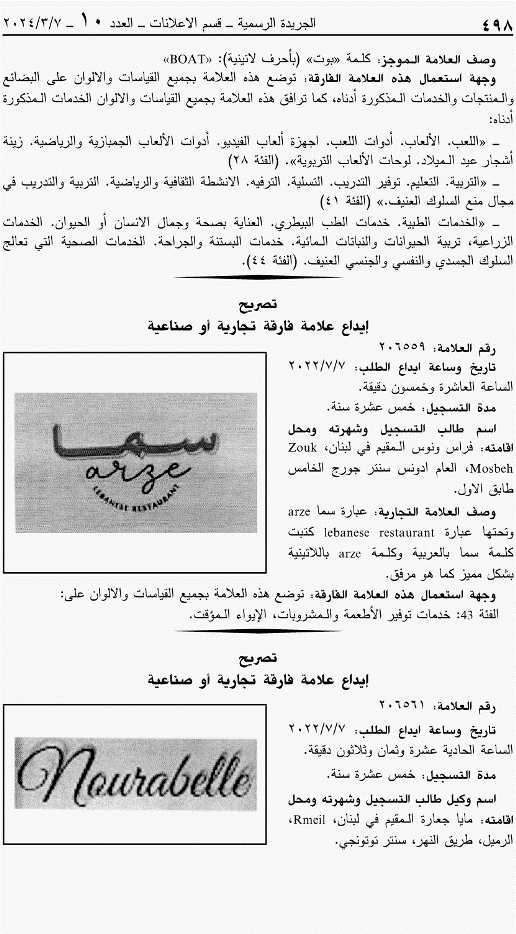 ٤٩٨ الجريدة الرسمية ـ قسم الاعلانات ـ العدد ١٠ ـ ٢٠٢٤/٣/٧
وصف العلامة الموجز: كلمة «بوت» (بأحرف لاتينية): «BOAT»
وجهة استعمال هذه العلامة الفارقة: توضع هذه العلامة بجميع القياسات والالوان على البضائع
والمنتجات والخدمات المذكورة أدناه، كما ترافق هذه العلامة بجميع القياسات والالوان الخدمات المذكورة
أدناه:
ـ «اللعب. الألعاب. أدوات اللعب. اجهزة ألعاب الفيديو. أدوات الألعاب الجمبازية والرياضية. زينة
أشجار عيد الميلاد. لوحات الألعاب التربوية». (الفئة ٢٨)
ـ «التربية. التعليم. توفير التدريب. التسلية. الترفيه. الانشطة الثقافية والرياضية. التربية والتدريب في
مجال منع السلوك العنيف.» (الفئة ٤١)
ـ «الخدمات الطبية. خدمات الطب البيطري. العناية بصحة وجمال الانسان أو الحيوان. الخدمات
الزراعية، تربية الحيوانات والنباتات المائية. خدمات البستنة والجراحة. الخدمات الصحية التي تعالج
السلوك الجسدي والنفسي والجنسي العنيف. (الفئة ٤٤).
تصريح
إيداع علامة فارقة تجارية أو صناعية
رقم العلامة: ٢٠٦٥٥٩
تاريخ وساعة ايداع الطلب: ٢٠٢٢/٧/٧
الساعة العاشرة وخمسون دقيقة.
مدة التسجيل: خمس عشرة سنة.
اسم طالب التسجيل وشهرته ومحل
اقامته: فراس ونوس المقيم في لبنان، Zouk
Mosbeh، العام ادونس سنتر جورج الخامس
طابق الاول.
وصف العلامة التجارية: عبارة سما arze
وتحتها عبارة lebanese restaurant كتبت
كلمة سما بالعربية وكلمة arze باللاتينية
بشكل مميز كما هو مرفق.
سما
arze
LEBANESE RESTAURANT
وجهة استعمال هذه العلامة الفارقة: توضع هذه العلامة بجميع القياسات والالوان على:
الفئة 43: خدمات توفير الأطعمة والمشروبات، الإيواء المؤقت.
تصريح
إيداع علامة فارقة تجارية أو صناعية
رقم العلامة: ٢٠٦٥٦١
تاريخ وساعة ايداع الطلب: ٢٠٢٢/٧/٧
الساعة الحادية عشرة وثمان وثلاثون دقيقة.
مدة التسجيل: خمس عشرة سنة.
اسم وكيل طالب التسجيل وشهرته ومحل
اقامته: مايا جعارة المقيم في لبنان، Rmeil،
الرميل، طريق النهر، سنتر توتونجي.
Nourabelle